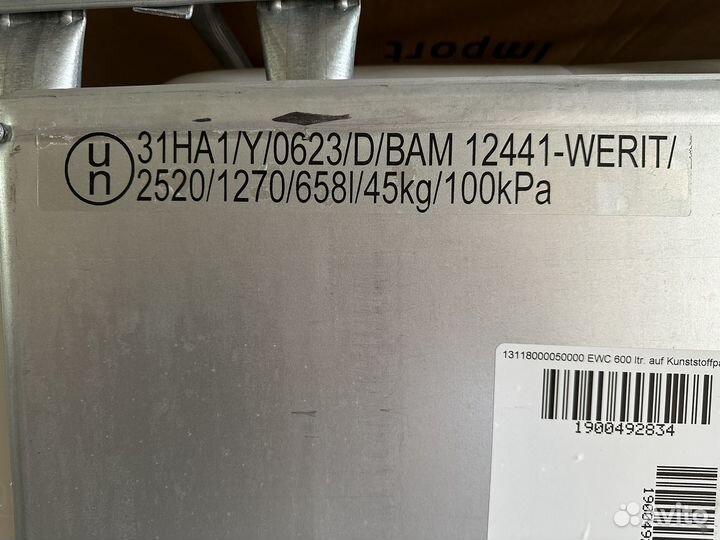 Import
un
31HA1/Y/0623/D/BAM 12441-WERIT/
2520/1270/658l/45kg/100kPa
13118000050000 EWC 600 ltr. auf Kunststoffpa
1900492834
Avito